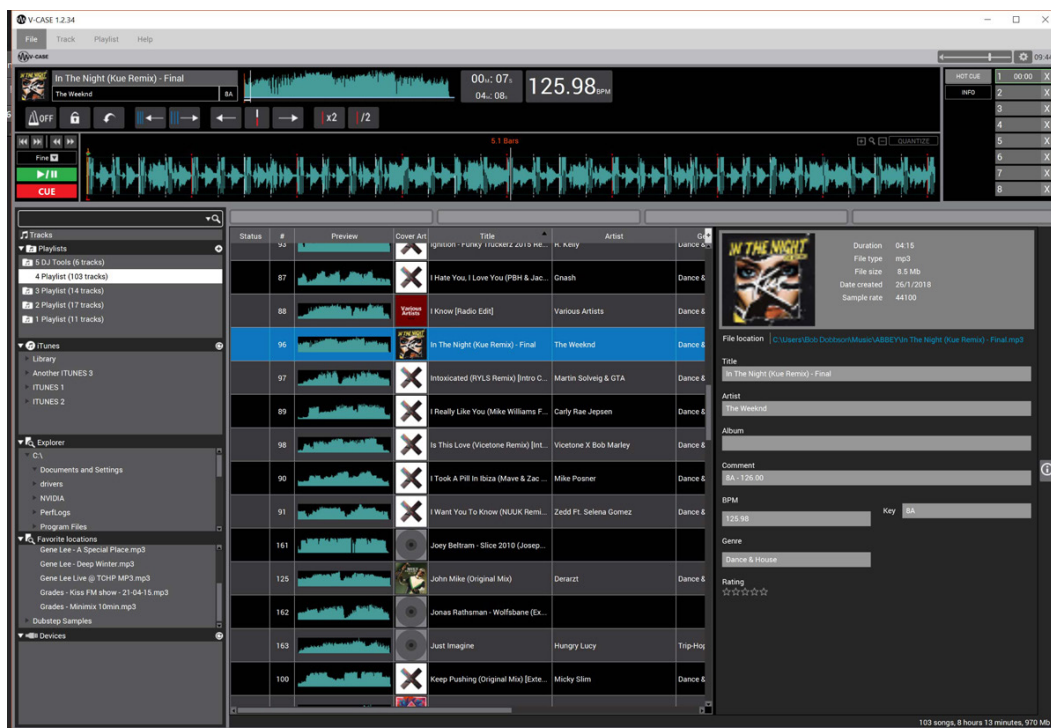 V-CASE 1.2.34
File Track Playlist Help
V-CASE
09:44
In The Night (Kue Remix) - Final
The Weeknd 8A
00M: 07s
04M: 08s
125.98 BPM
HOT CUE
INFO
1 00:00 X
2 X
3 X
4 X
5 X
6 X
7 X
8 X
OFF x2 /2
5.1 Bars
QUANTIZE
Fine
CUE
Tracks
Playlists
5 DJ Tools (6 tracks)
4 Playlist (103 tracks)
3 Playlist (14 tracks)
2 Playlist (17 tracks)
1 Playlist (11 tracks)
iTunes
Library
Another ITUNES 3
ITUNES 1
ITUNES 2
Explorer
C:\
Documents and Settings
drivers
NVIDIA
PerfLogs
Program Files
Favorite locations
Gene Lee - A Special Place.mp3
Gene Lee - Deep Winter.mp3
Gene Lee Live @ TCHP MP3.mp3
Grades - Kiss FM show - 21-04-15.mp3
Grades - Minimix 10min.mp3
Dubstep Samples
Devices
Status # Preview Cover Art Title Artist Ge
93 Ignition - Funky Truckerz 2015 Re... R. Kelly Dance &
87 I Hate You, I Love You (PBH & Jac... Gnash Dance &
88 Various Artists I Know [Radio Edit] Various Artists Dance &
96 In The Night (Kue Remix) - Final The Weeknd Dance &
97 Intoxicated (RYLS Remix) [Intro C... Martin Solveig & GTA Dance &
89 I Really Like You (Mike Williams F... Carly Rae Jepsen Dance &
98 Is This Love (Vicetone Remix) [Int... Vicetone X Bob Marley Dance &
90 I Took A Pill In Ibiza (Mave & Zac ... Mike Posner Dance &
91 I Want You To Know (NUUK Remi... Zedd Ft. Selena Gomez Dance &
161 Joey Beltram - Slice 2010 (Josep...
125 John Mike (Original Mix) Derarzt Dance &
162 Jonas Rathsman - Wolfsbane (Ex...
163 Just Imagine Hungry Lucy Trip-Hop
100 Keep Pushing (Original Mix) [Exte... Micky Slim Dance &
IN THE NIGHT
Kue
Duration 04:15
File type mp3
File size 8.5 Mb
Date created 26/1/2018
Sample rate 44100
File location C:\Users\Bob Dobtson\Music\ABBEY\In The Night (Kue Remix) - Final.mp3
Title
In The Night (Kue Remix) - Final
Artist
The Weeknd
Album
Comment
8A - 126.00
BPM
125.98 Key 8A
Genre
Dance & House
Rating
103 songs, 8 hours 13 minutes, 970 Mb